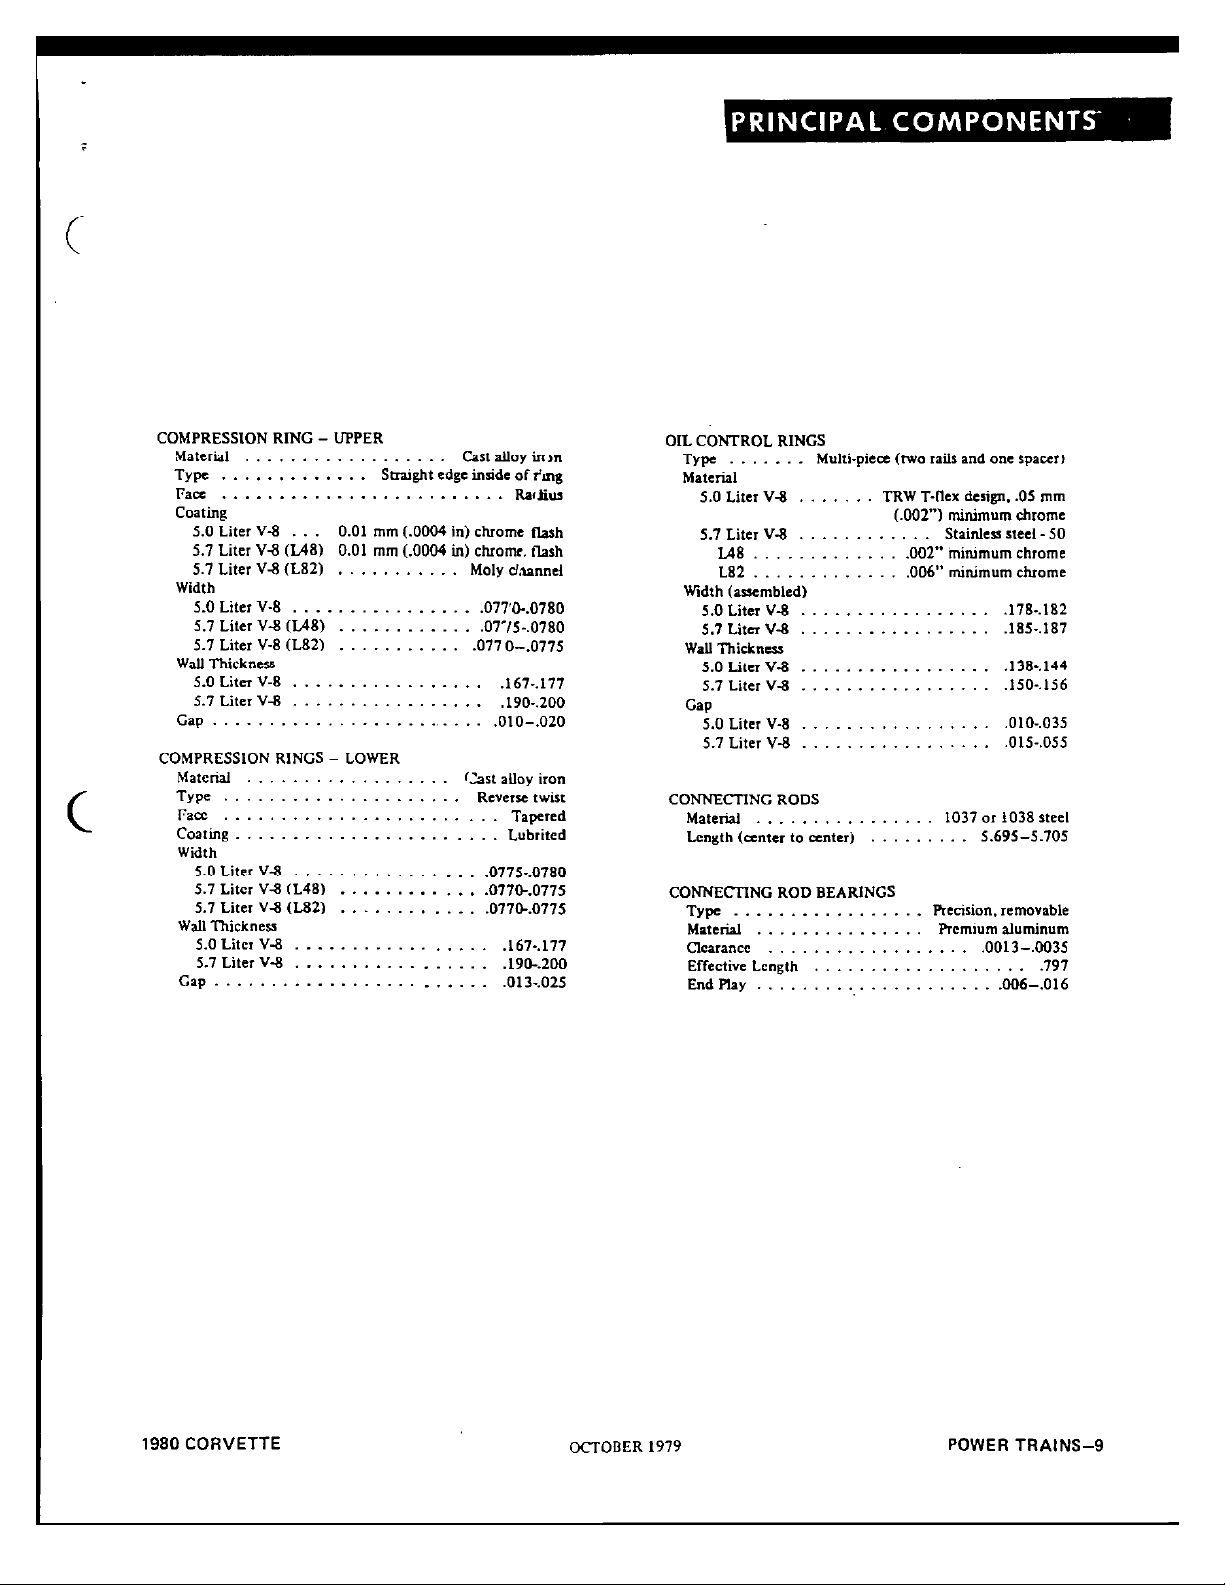 PRINCIPAL COMPONENTS
COMPRESSION RING – UPPER
Material . . . . . . . . . . . . . . . . . . Cast alloy iron
Type . . . . . . . . . . . . . Straight edge inside of ring
Face . . . . . . . . . . . . . . . . . . . . . . . . . Radius
Coating
5.0 Liter V-8 . . . 0.01 mm (.0004 in) chrome flash
5.7 Liter V-8 (L48) 0.01 mm (.0004 in) chrome. flash
5.7 Liter V-8 (L82) . . . . . . . . . . . Moly channel
Width
5.0 Liter V-8 . . . . . . . . . . . . . . . . .0770-.0780
5.7 Liter V-8 (L48) . . . . . . . . . . . . .0775-.0780
5.7 Liter V-8 (L82) . . . . . . . . . . . .0770–.0775
Wall Thickness
5.0 Liter V-8 . . . . . . . . . . . . . . . . . .167-.177
5.7 Liter V-8 . . . . . . . . . . . . . . . . . .190-.200
Gap . . . . . . . . . . . . . . . . . . . . . . . . .010–.020
COMPRESSION RINGS – LOWER
Material . . . . . . . . . . . . . . . . . . Cast alloy iron
Type . . . . . . . . . . . . . . . . . . . . . Reverse twist
Face . . . . . . . . . . . . . . . . . . . . . . . . Tapered
Coating . . . . . . . . . . . . . . . . . . . . . . . Lubrited
Width
5.0 Liter V-8 . . . . . . . . . . . . . . . . .0775-.0780
5.7 Liter V-8 (L48) . . . . . . . . . . . . .0770-.0775
5.7 Liter V-8 (L82) . . . . . . . . . . . . .0770-.0775
Wall Thickness
5.0 Liter V-8 . . . . . . . . . . . . . . . . . .167-.177
5.7 Liter V-8 . . . . . . . . . . . . . . . . . .190-.200
Gap . . . . . . . . . . . . . . . . . . . . . . . . .013-.025
OIL CONTROL RINGS
Type . . . . . . . Multi-piece (two rails and one spacer)
Material
5.0 Liter V-8 . . . . . . . TRW T-flex design, .05 mm
(.002") minimum chrome
5.7 Liter V-8 . . . . . . . . . . . . Stainless steel - 50
L48 . . . . . . . . . . . . . .002" minimum chrome
L82 . . . . . . . . . . . . . .006" minimum chrome
Width (assembled)
5.0 Liter V-8 . . . . . . . . . . . . . . . . . .178-.182
5.7 Liter V-8 . . . . . . . . . . . . . . . . . .185-.187
Wall Thickness
5.0 Liter V-8 . . . . . . . . . . . . . . . . . .138-.144
5.7 Liter V-8 . . . . . . . . . . . . . . . . . .150-.156
Gap
5.0 Liter V-8 . . . . . . . . . . . . . . . . . .010-.035
5.7 Liter V-8 . . . . . . . . . . . . . . . . . .015-.055
CONNECTING RODS
Material . . . . . . . . . . . . . . . . 1037 or 1038 steel
Length (center to center) . . . . . . . . . 5.695–5.705
CONNECTING ROD BEARINGS
Type . . . . . . . . . . . . . . . . . Precision, removable
Material . . . . . . . . . . . . . . . Premium aluminum
Clearance . . . . . . . . . . . . . . . . . . .0013–.0035
Effective Length . . . . . . . . . . . . . . . . . . . .797
End Play . . . . . . . . . . . . . . . . . . . . . . .006–.016
1980 CORVETTE
OCTOBER 1979
POWER TRAINS–9